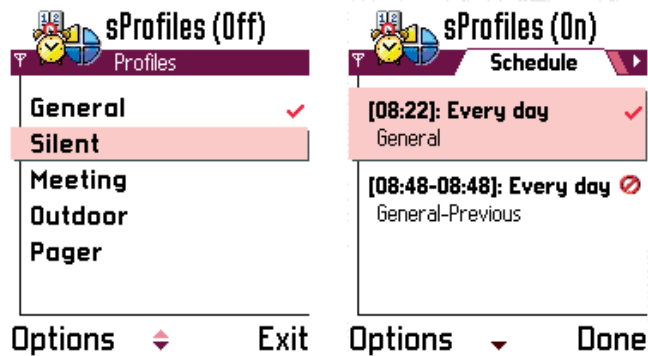 sProfiles (Off)
Profiles
General
Silent
Meeting
Outdoor
Pager
Options
Exit
sProfiles (On)
Schedule
[08:22]: Every day
General
[08:48-08:48]: Every day
General-Previous
Options
Done